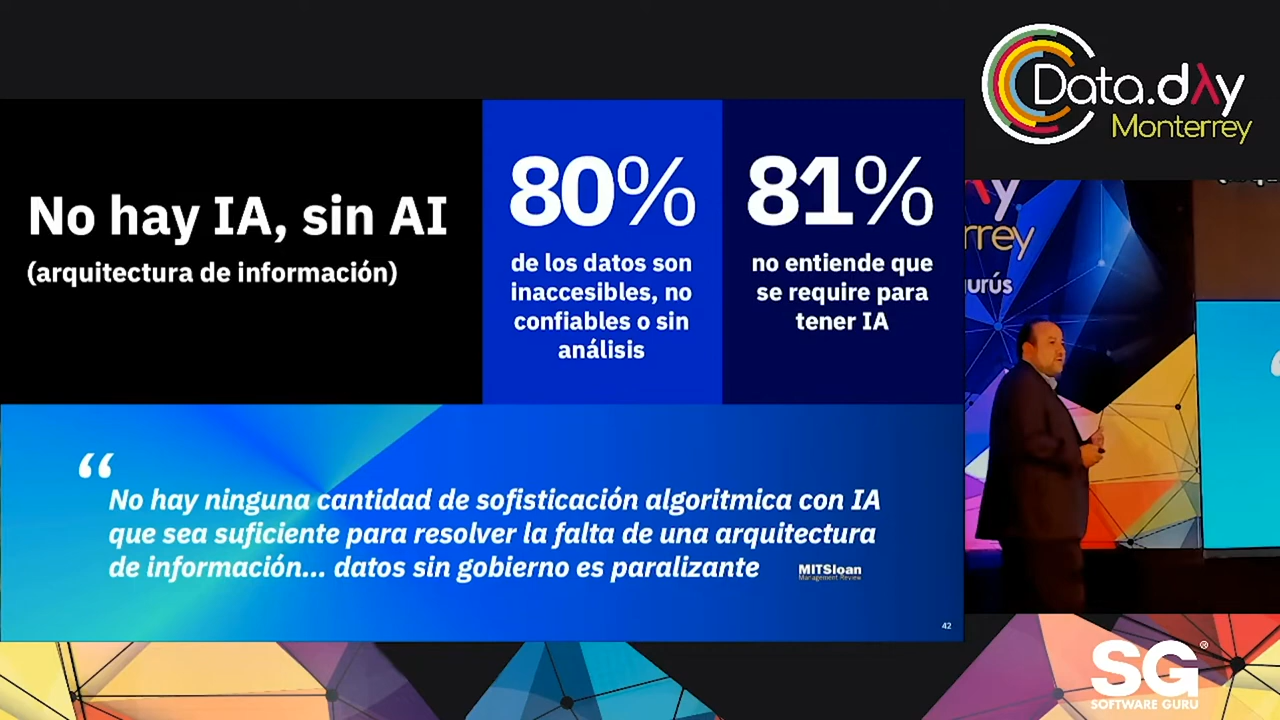 Data.dλy
Monterrey
No hay IA, sin AI
(arquitectura de información)
80%
de los datos son
inaccesibles, no
confiables o sin
análisis
81%
no entiende que
se require para
tener IA
“
No hay ninguna cantidad de sofisticación algoritmica con IA
que sea suficiente para resolver la falta de una arquitectura
de información... datos sin gobierno es paralizante
MITSloan
Management Review
42
λy
rrey
urús
SG®
SOFTWARE GURU